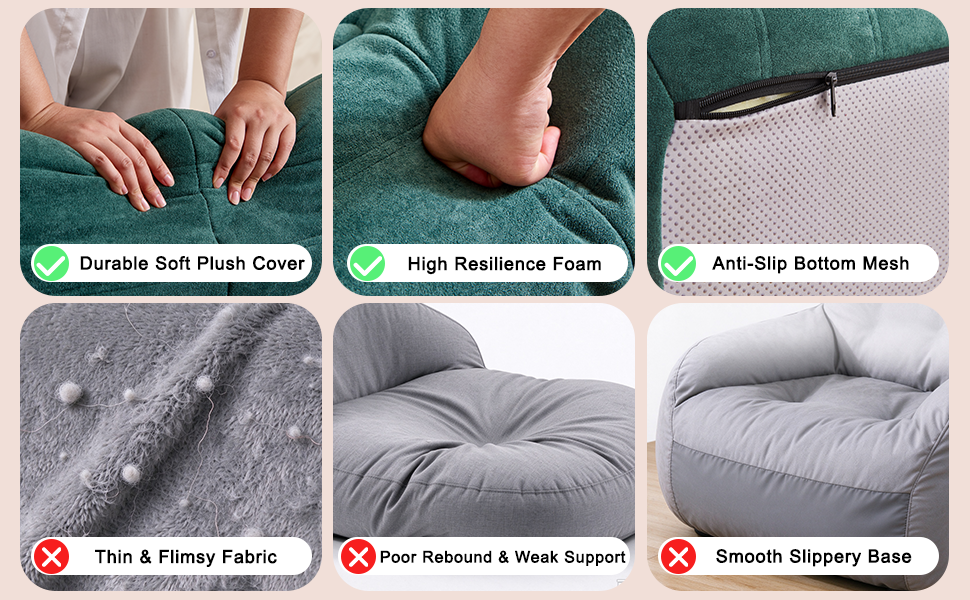 Durable Soft Plush Cover
High Resilience Foam
Anti-Slip Bottom Mesh
Thin & Flimsy Fabric
Poor Rebound & Weak Support
Smooth Slippery Base